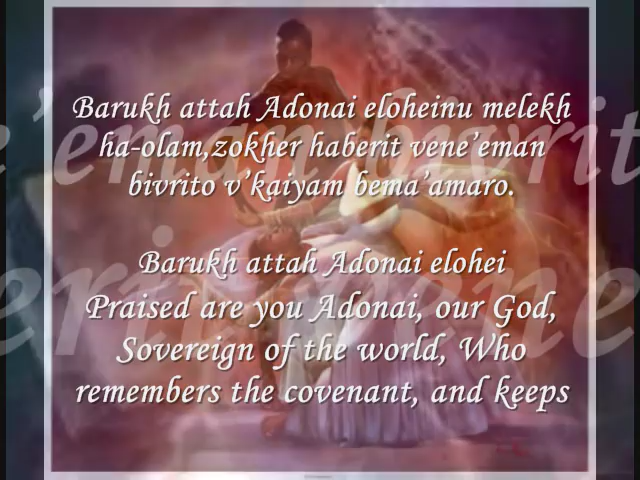 Barukh attah Adonai eloheinu melekh
ha-olam,zokher haberit vene'eman
bivrito v'kaiyam bema'amaro.
Barukh attah Adonai elohei
Praised are you Adonai, our God,
Sovereign of the world, Who
remembers the covenant, and keeps